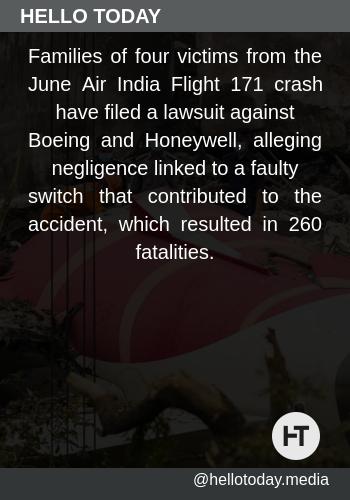 HELLO TODAY
Families of four victims from the
June Air India Flight 171 crash
have filed a lawsuit against
Boeing and Honeywell, alleging
negligence linked to a faulty
switch that contributed to the
accident, which resulted in 260
fatalities.
HT
@hellotoday.media